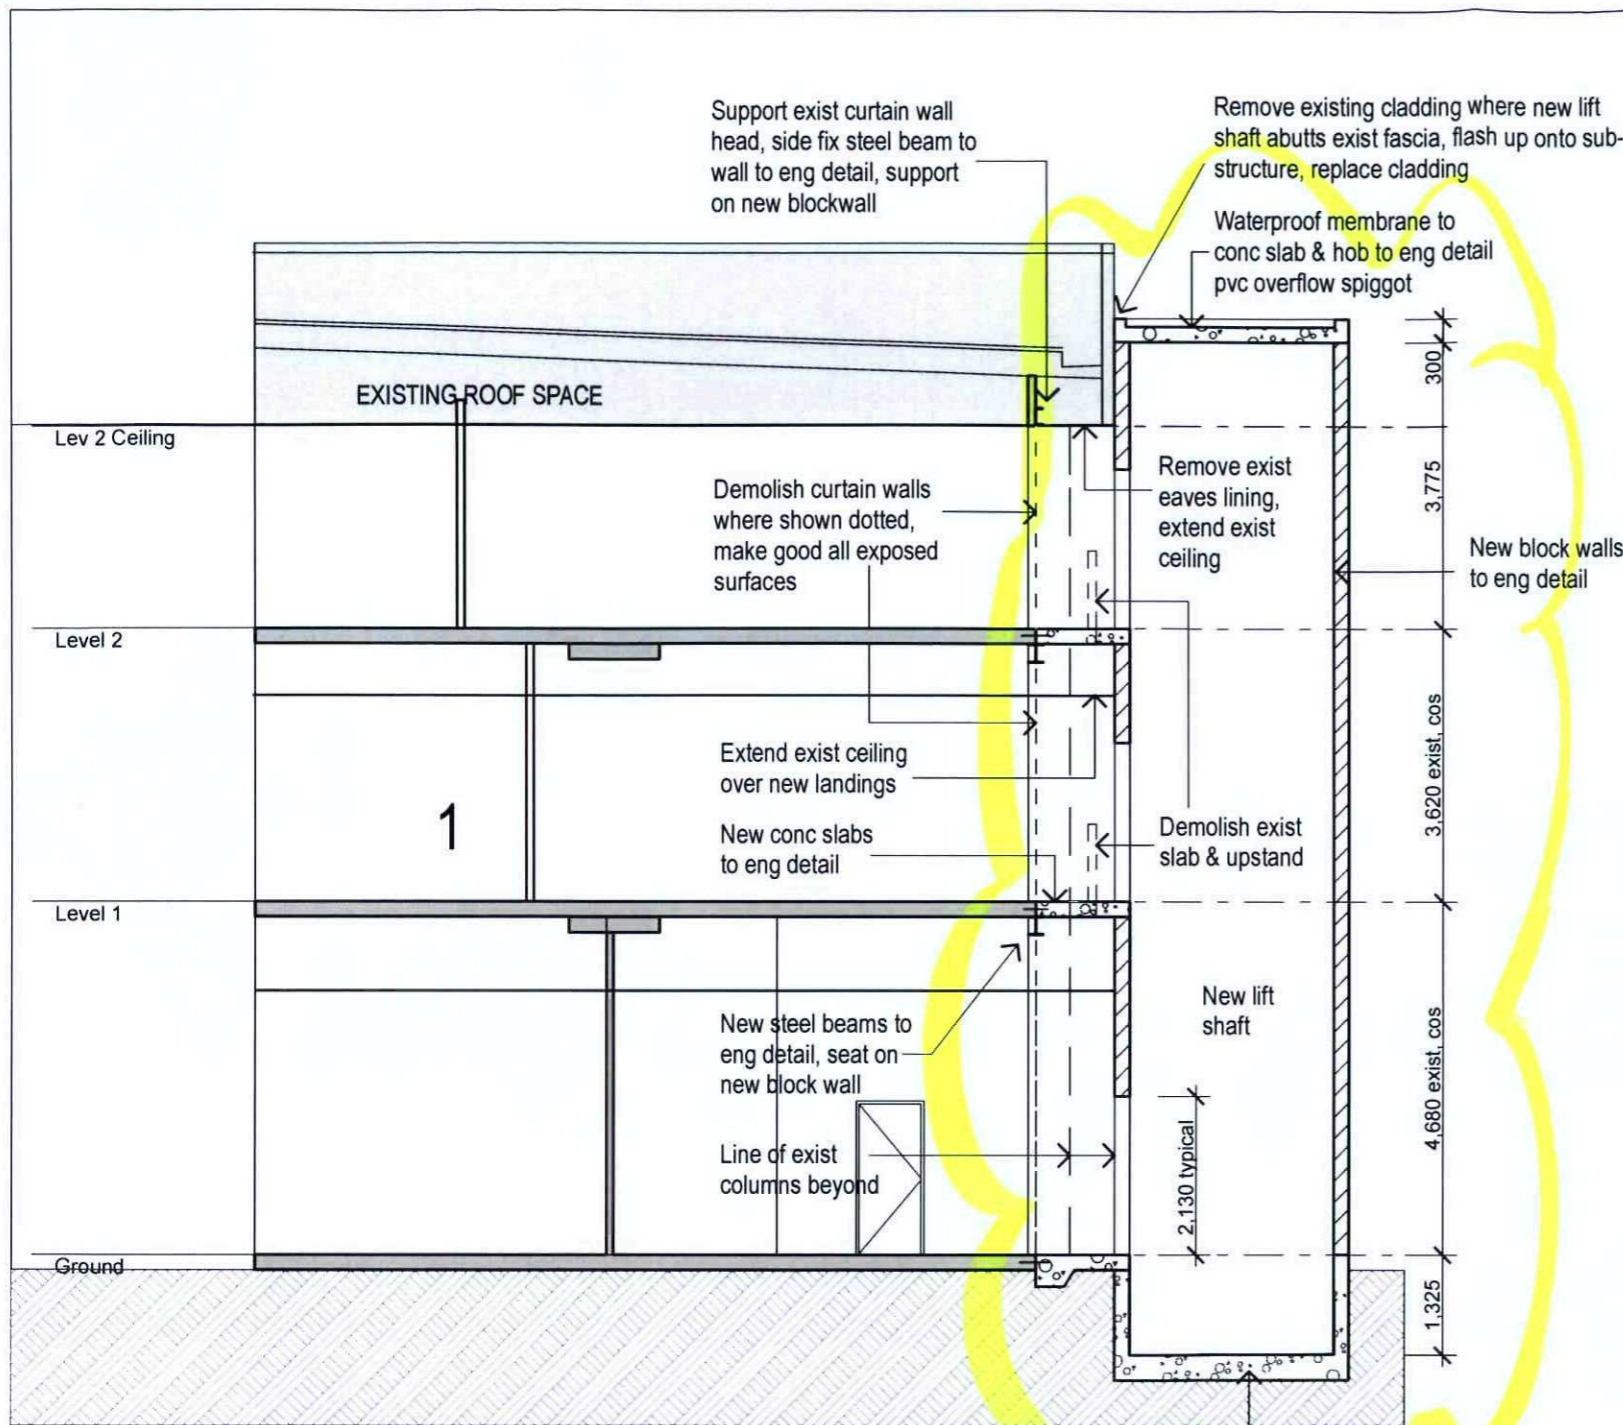 Support exist curtain wall
head, side fix steel beam to
wall to eng detail, support
on new blockwall
Remove existing cladding where new lift
shaft abutts exist fascia, flash up onto sub-
structure, replace cladding
Waterproof membrane to
conc slab & hob to eng detail
pvc overflow spiggot
EXISTING ROOF SPACE
300
Lev 2 Ceiling
Demolish curtain walls
where shown dotted,
make good all exposed
surfaces
Remove exist
eaves lining,
extend exist
ceiling
3,775
New block walls
to eng detail
Level 2
Extend exist ceiling
over new landings
3,620 exist, cos
1
New conc slabs
to eng detail
Demolish exist
slab & upstand
Level 1
New steel beams to
eng detail, seat on
new block wall
New lift
shaft
4,680 exist, cos
Line of exist
columns beyond
2,130 typical
Ground
1,325